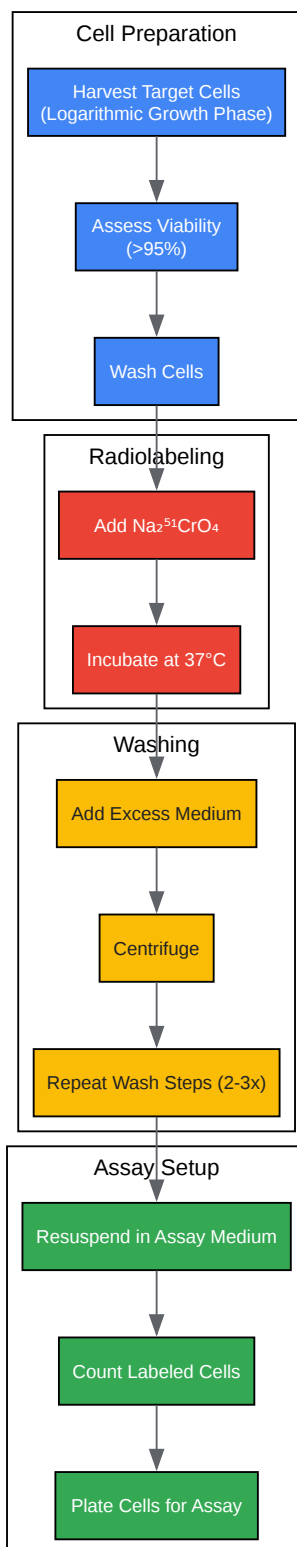 Cell Preparation
Harvest Target Cells
(Logarithmic Growth Phase)
Assess Viability
(>95%)
Wash Cells
Radiolabeling
Add Na₂⁵¹CrO₄
Incubate at 37°C
Washing
Add Excess Medium
Centrifuge
Repeat Wash Steps (2-3x)
Assay Setup
Resuspend in Assay Medium
Count Labeled Cells
Plate Cells for Assay